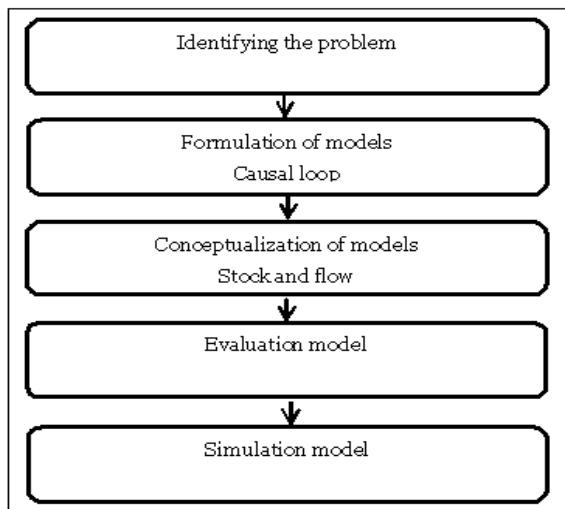 Identifying the problem
Formulation of models
Causal loop
Conceptualization of models
Stock and flow
Evaluation model
Simulation model